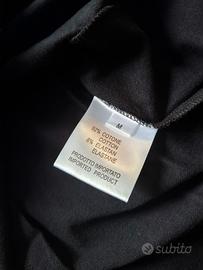 M
92% COTONE
COTTON
8% ELASTAN
ELASTANE
PRODOTTO IMPORTATO
IMPORTED PRODUCT
subito